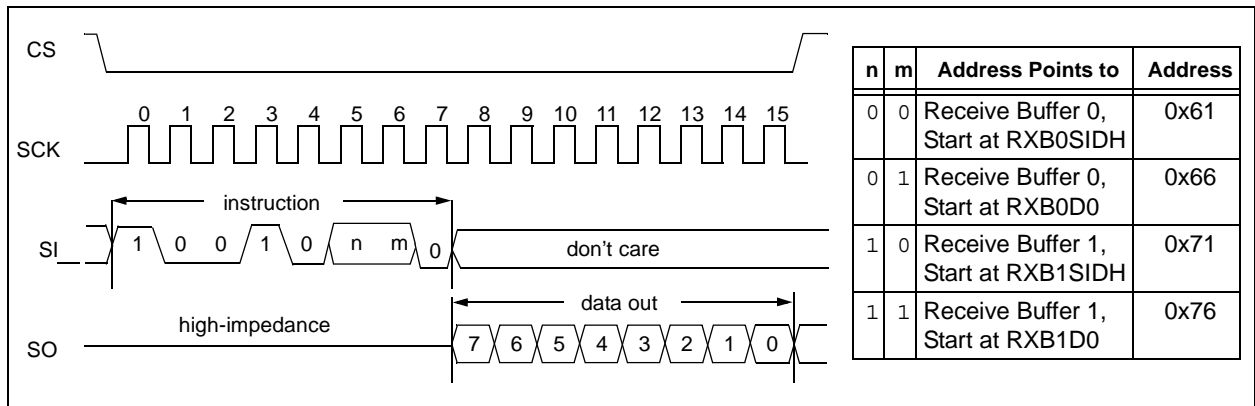 CS
0 1 2 3 4 5 6 7 8 9 10 11 12 13 14 15
SCK
instruction
SI
1 0 0 1 0 n m 0
don't care
data out
high-impedance
SO
7 6 5 4 3 2 1 0
n m Address Points to Address
0 0 Receive Buffer 0, 0x61
Start at RXB0SIDH
0 1 Receive Buffer 0, 0x66
Start at RXB0D0
1 0 Receive Buffer 1, 0x71
Start at RXB1SIDH
1 1 Receive Buffer 1, 0x76
Start at RXB1D0